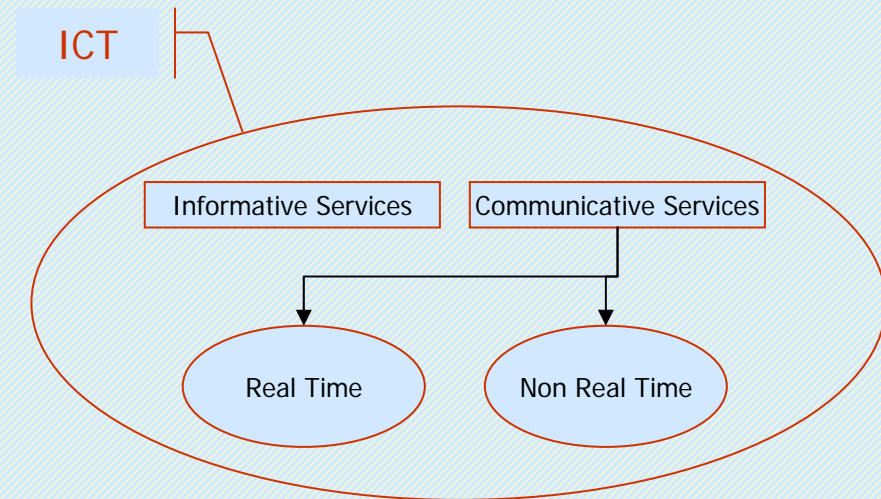 ICT
Informative Services
Communicative Services
Real Time
Non Real Time